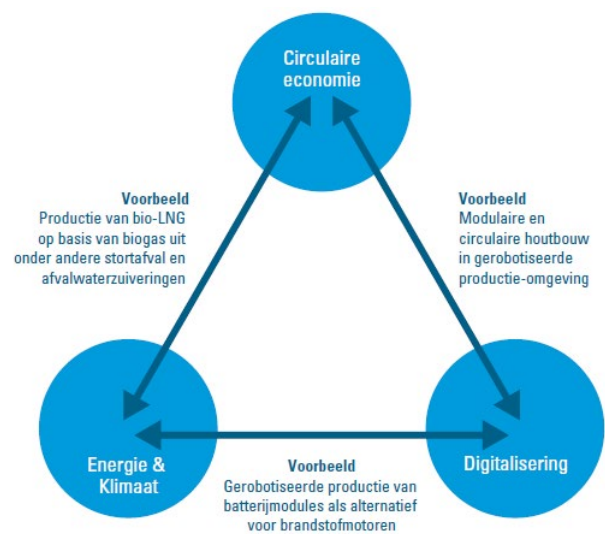 Circulaire
economie
Voorbeeld
Productie van bio-LNG
op basis van biogas uit
onder andere stortafval en
afvalwaterzuiveringen
Voorbeeld
Modulaire en
circulaire houtbouw
in gerobotiseerde
productie-omgeving
Energie &
Klimaat
Voorbeeld
Gerobotiseerde productie van
batterijmodules als alternatief
voor brandstofmotoren
Digitalisering